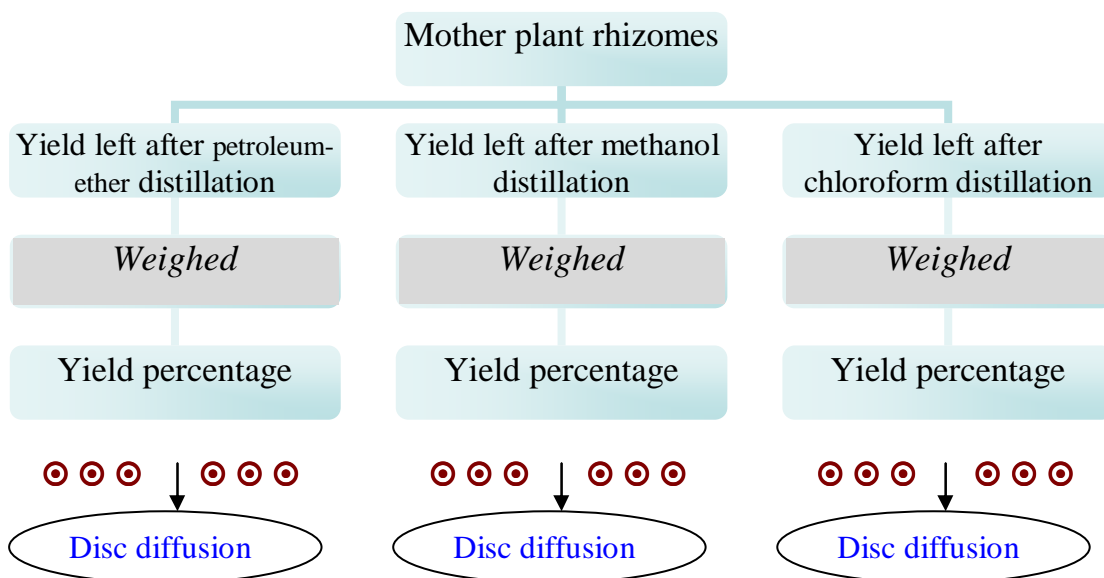 Mother plant rhizomes
Yield left after petroleum-
ether distillation
Yield left after methanol
distillation
Yield left after
chloroform distillation
Weighed
Weighed
Weighed
Yield percentage
Yield percentage
Yield percentage
Disc diffusion
Disc diffusion
Disc diffusion